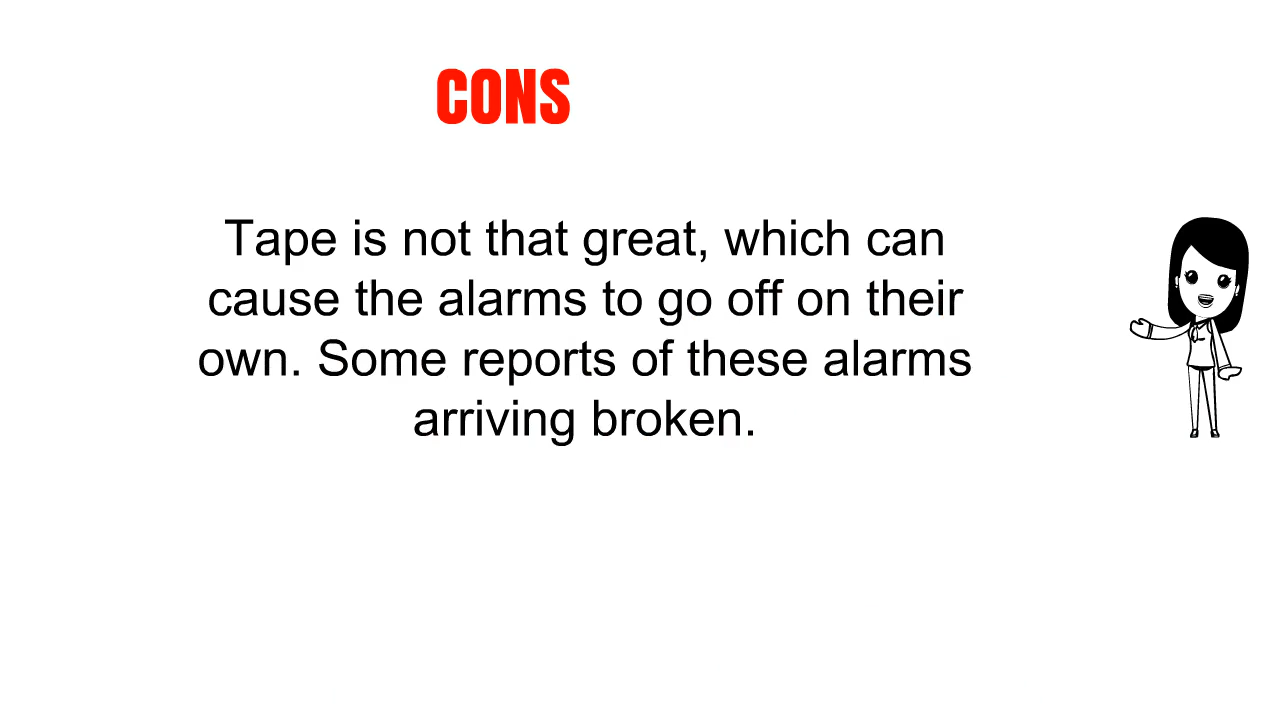 CONS
Tape is not that great, which can
cause the alarms to go off on their
own. Some reports of these alarms
arriving broken.